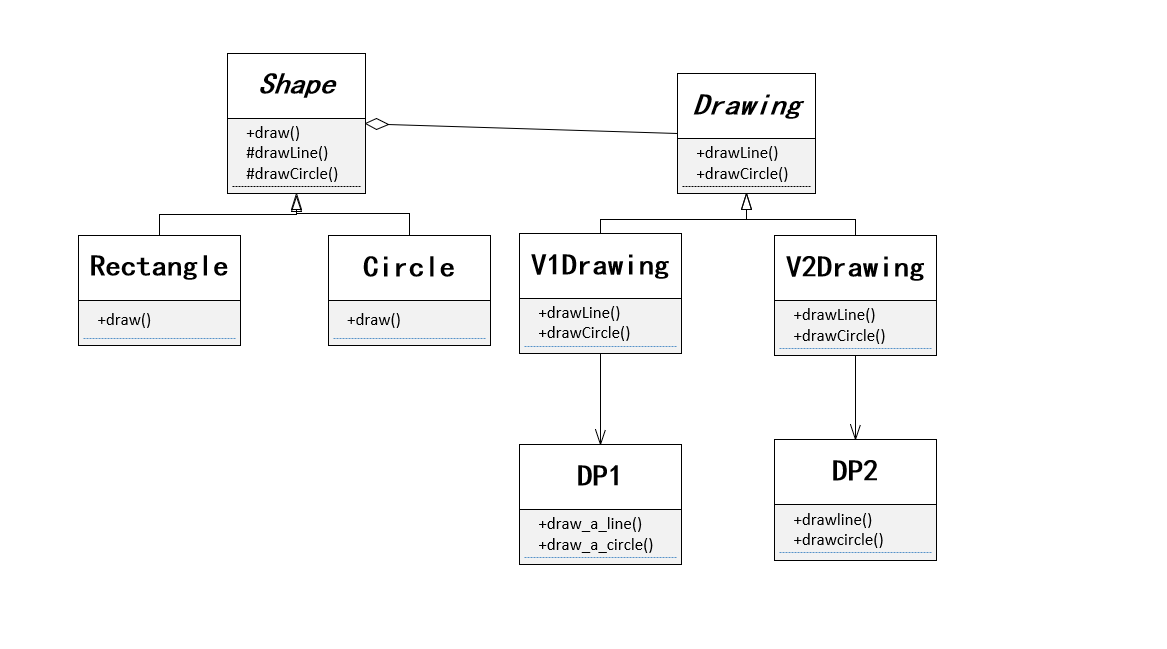 Shape
+draw()
#drawLine()
#drawCircle()
Drawing
+drawLine()
+drawCircle()
Rectangle
+draw()
Circle
+draw()
V1Drawing
+drawLine()
+drawCircle()
V2Drawing
+drawLine()
+drawCircle()
DP1
+draw_a_line()
+draw_a_circle()
DP2
+drawline()
+drawcircle()